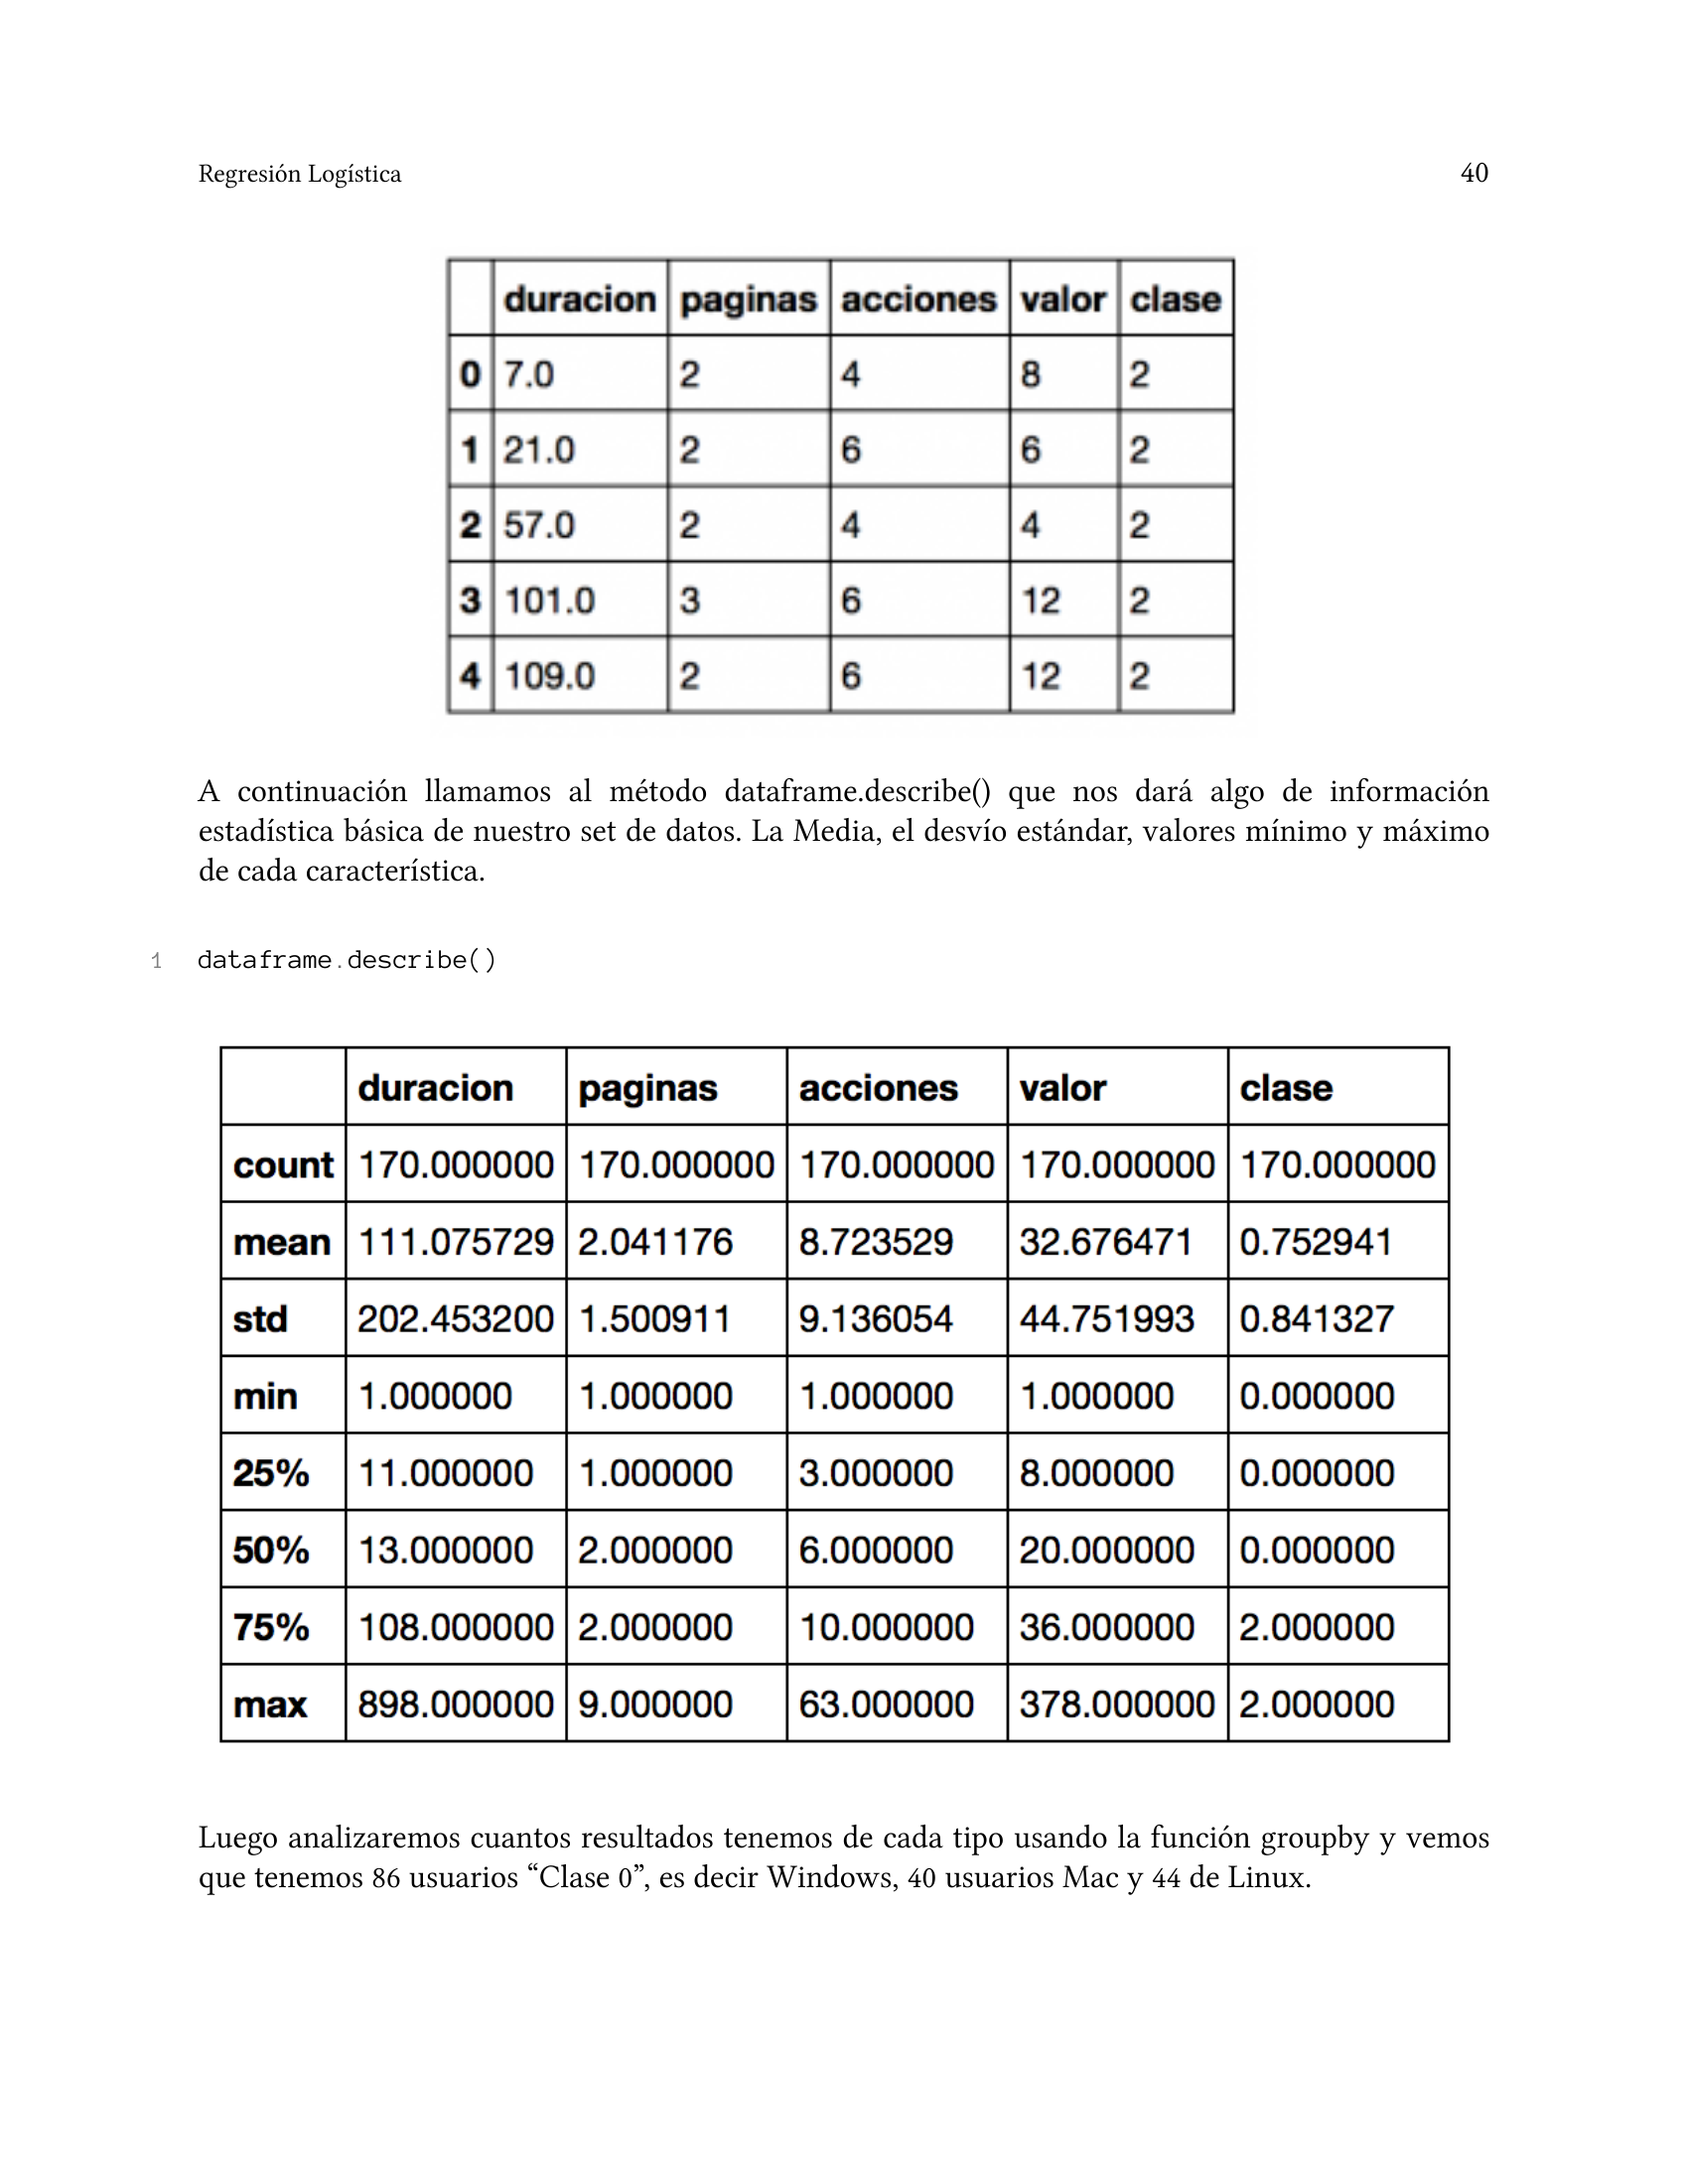 Regresión Logística 40
duracion paginas acciones valor clase
0 7.0 2 4 8 2
1 21.0 2 6 6 2
2 57.0 2 4 4 2
3 101.0 3 6 12 2
4 109.0 2 6 12 2
A continuación llamamos al método dataframe.describe() que nos dará algo de información
estadística básica de nuestro set de datos. La Media, el desvío estándar, valores mínimo y máximo
de cada característica.
1 dataframe.describe()
duracion paginas acciones valor clase
count 170.000000 170.000000 170.000000 170.000000 170.000000
mean 111.075729 2.041176 8.723529 32.676471 0.752941
std 202.453200 1.500911 9.136054 44.751993 0.841327
min 1.000000 1.000000 1.000000 1.000000 0.000000
25% 11.000000 1.000000 3.000000 8.000000 0.000000
50% 13.000000 2.000000 6.000000 20.000000 0.000000
75% 108.000000 2.000000 10.000000 36.000000 2.000000
max 898.000000 9.000000 63.000000 378.000000 2.000000
Luego analizaremos cuantos resultados tenemos de cada tipo usando la función groupby y vemos
que tenemos 86 usuarios “Clase 0”, es decir Windows, 40 usuarios Mac y 44 de Linux.